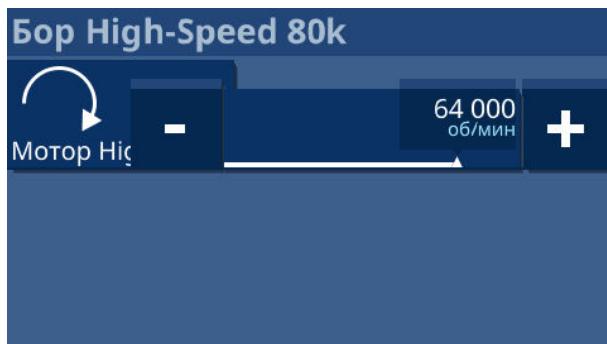 Бор High-Speed 80k
64 000
об/мин
Мотор Hig
-
+